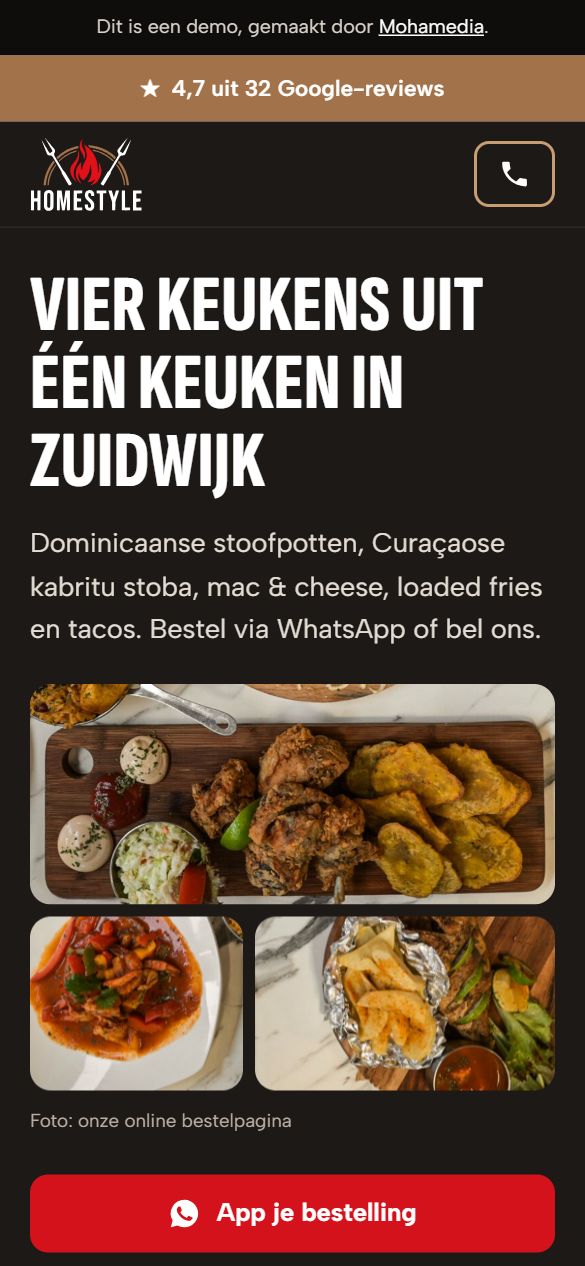 Dit is een demo, gemaakt door Mohamedia.
★ 4,7 uit 32 Google-reviews
HOMESTYLE
VIER KEUKENS UIT
ÉÉN KEUKEN IN
ZUIDWIJK
Dominicaanse stoofpotten, Curaçaose
kabritu stoba, mac & cheese, loaded fries
en tacos. Bestel via WhatsApp of bel ons.
Foto: onze online bestelpagina
App je bestelling